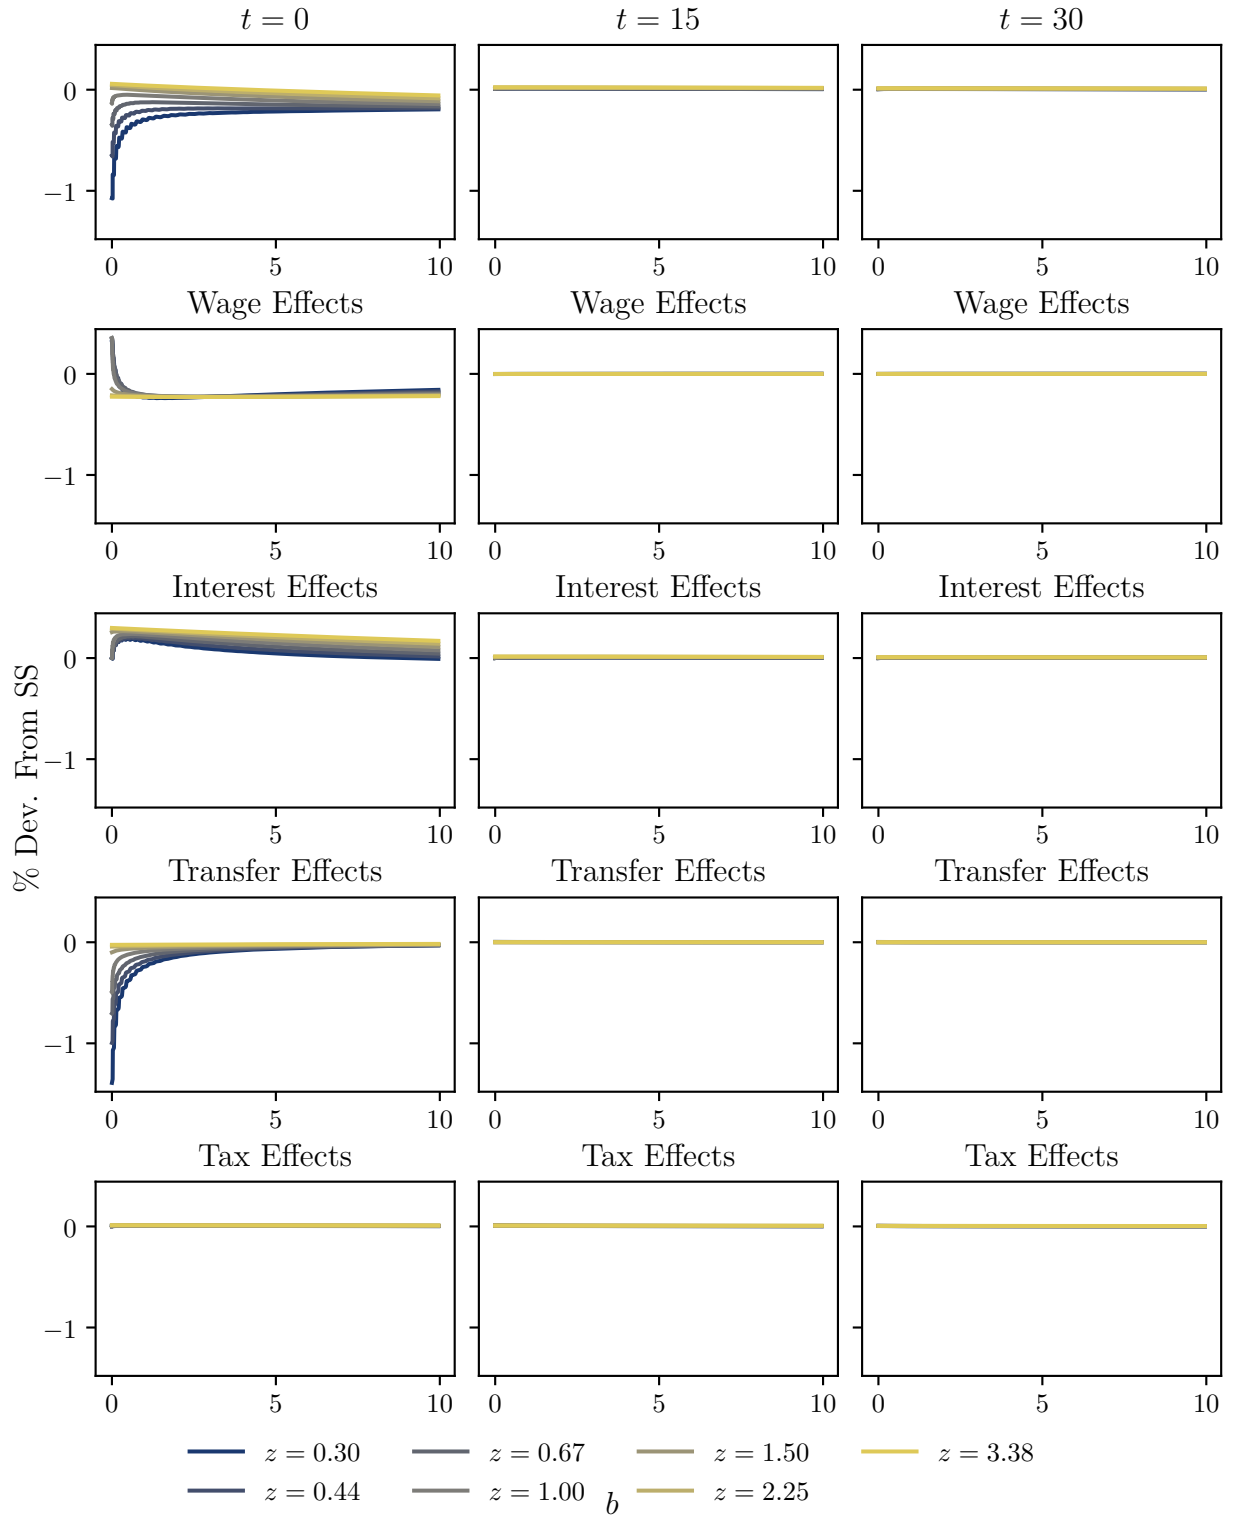 t = 0 t = 15 t = 30
0
−1
0 5 10 0 5 10 0 5 10
Wage Effects Wage Effects Wage Effects
0
−1
0 5 10 0 5 10 0 5 10
Interest Effects Interest Effects Interest Effects
0
−1
0 5 10 0 5 10 0 5 10
% Dev. From SS
Transfer Effects Transfer Effects Transfer Effects
0
−1
0 5 10 0 5 10 0 5 10
Tax Effects Tax Effects Tax Effects
0
−1
0 5 10 0 5 10 0 5 10
z = 0.30 z = 0.67 z = 1.50 z = 3.38
z = 0.44 z = 1.00 z = 2.25
b